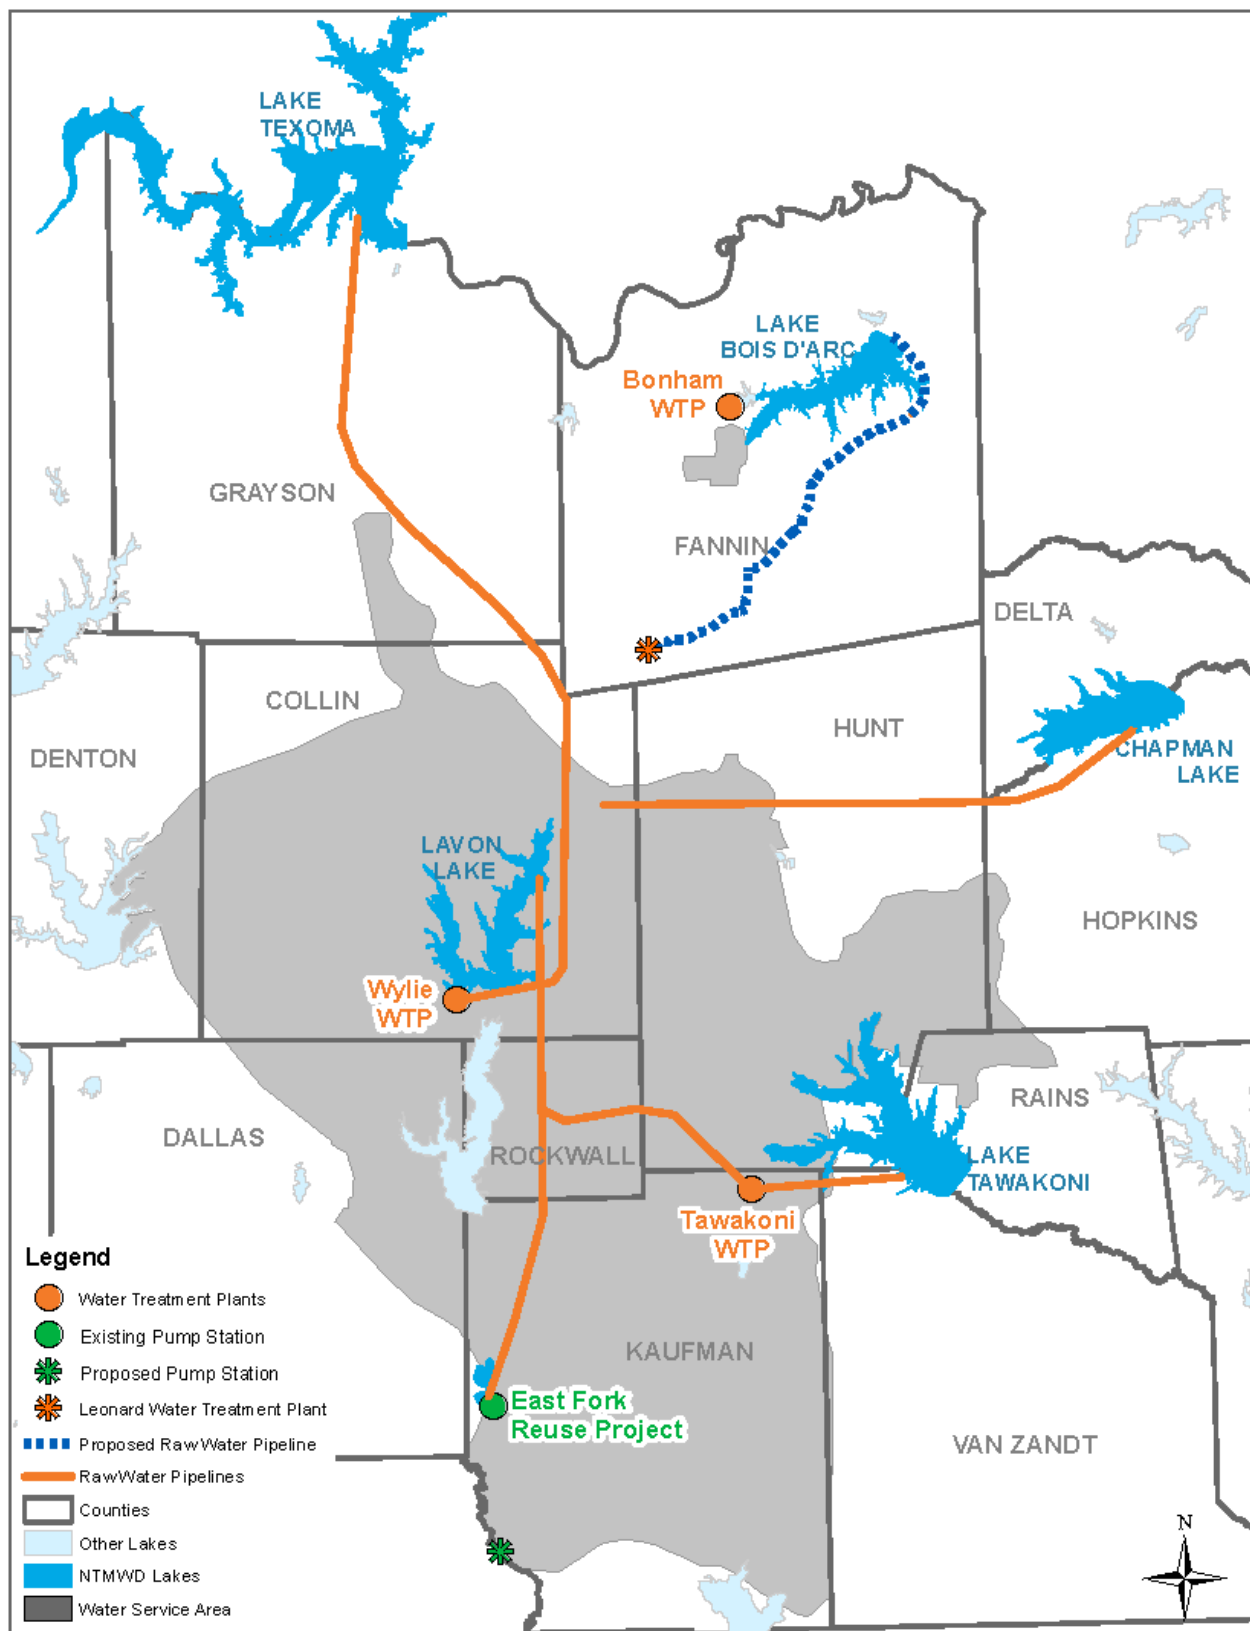 LAKE
TEXOMA
LAKE
BOIS D'ARC
Bonham
WTP
GRAYSON
FANNIN
DELTA
COLLIN
HUNT
DENTON
CHAPMAN
LAKE
LAVON
LAKE
HOPKINS
Wylie
WTP
RAINS
DALLAS
ROCKWALL
LAKE
TAWAKONI
Tawakoni
WTP
KAUFMAN
East Fork
Reuse Project
VAN ZANDT
Legend
Water Treatment Plants
Existing Pump Station
Proposed Pump Station
Leonard Water Treatment Plant
Proposed Raw Water Pipeline
Raw Water Pipelines
Counties
Other Lakes
NTMWD Lakes
Water Service Area
N